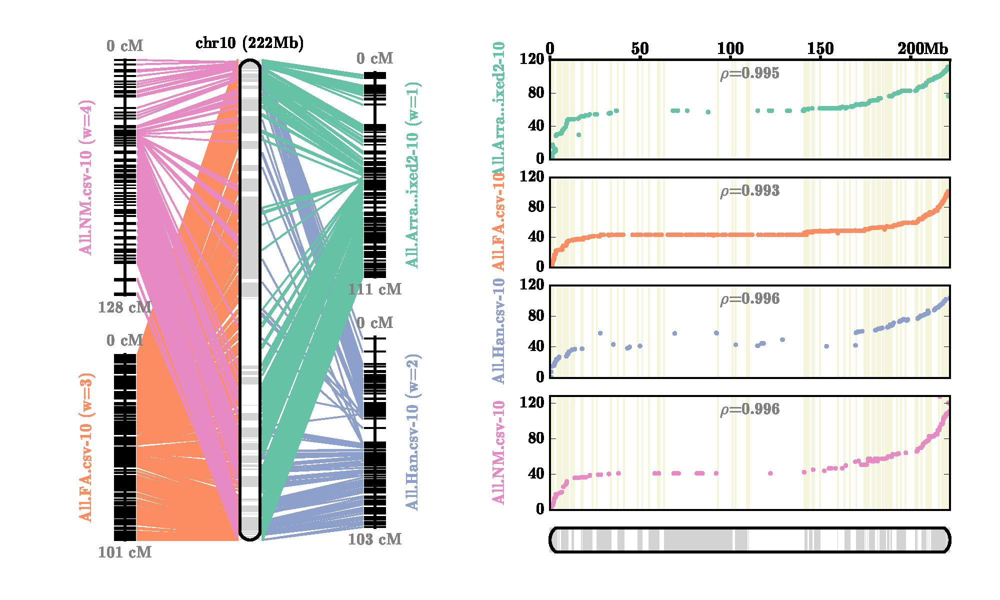 chr10 (222Mb)
0 cM
All.NM.csv-10 (w=4)
128 cM
0 cM
All.FA.csv-10 (w=3)
101 cM
0 cM
All.Arra...ixed2-10 (w=1)
111 cM
0 cM
All.Han.csv-10 (w=2)
103 cM
0 50 100 150 200Mb
All.Arra...ixed2-10
120
80
40
0
ρ=0.995
All.FA.csv-10
120
80
40
0
ρ=0.993
All.Han.csv-10
120
80
40
0
ρ=0.996
All.NM.csv-10
120
80
40
0
ρ=0.996